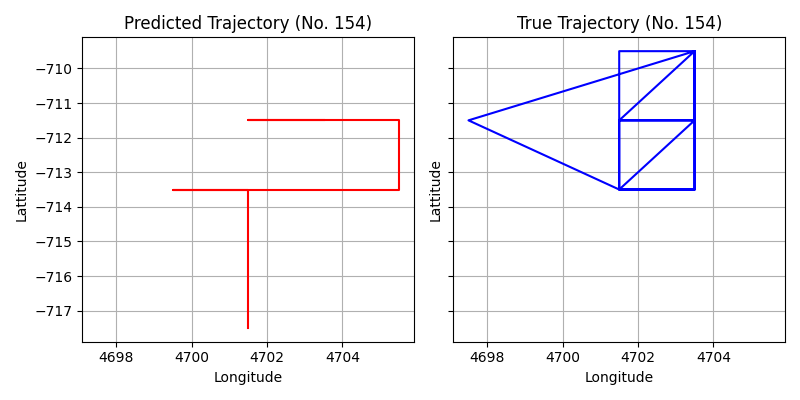 Predicted Trajectory (No. 154)
True Trajectory (No. 154)
Lattitude
−710
−711
−712
−713
−714
−715
−716
−717
4698
4700
4702
4704
Longitude
Lattitude
4698
4700
4702
4704
Longitude